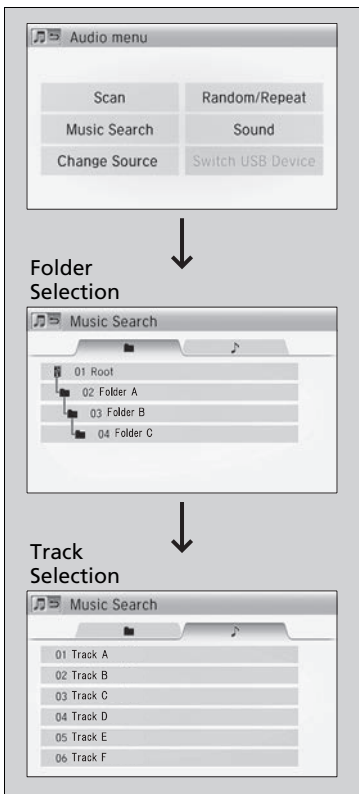 Audio menu
Scan Random/Repeat
Music Search Sound
Change Source Switch USB Device
Folder
Selection
Music Search
01 Root
02 Folder A
03 Folder B
04 Folder C
Track
Selection
Music Search
01 Track A
02 Track B
03 Track C
04 Track D
05 Track E
06 Track F